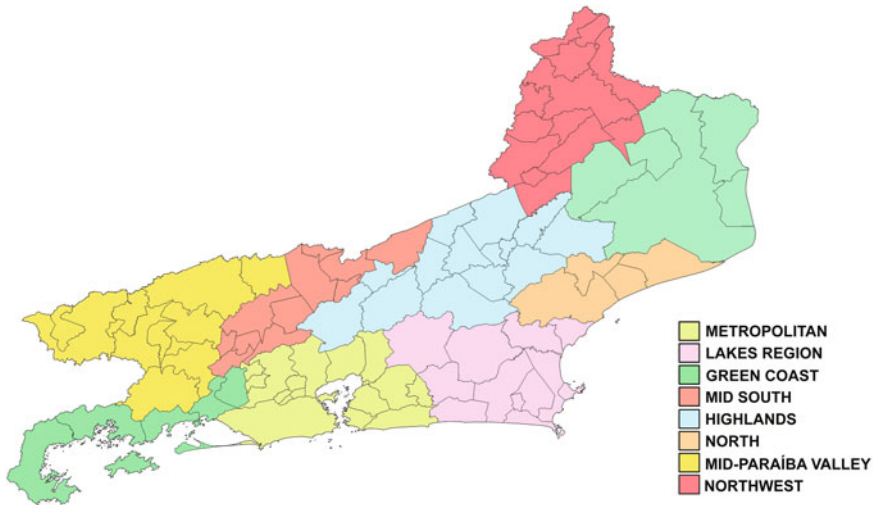 METROPOLITAN
LAKES REGION
GREEN COAST
MID SOUTH
HIGHLANDS
NORTH
MID-PARAÍBA VALLEY
NORTHWEST